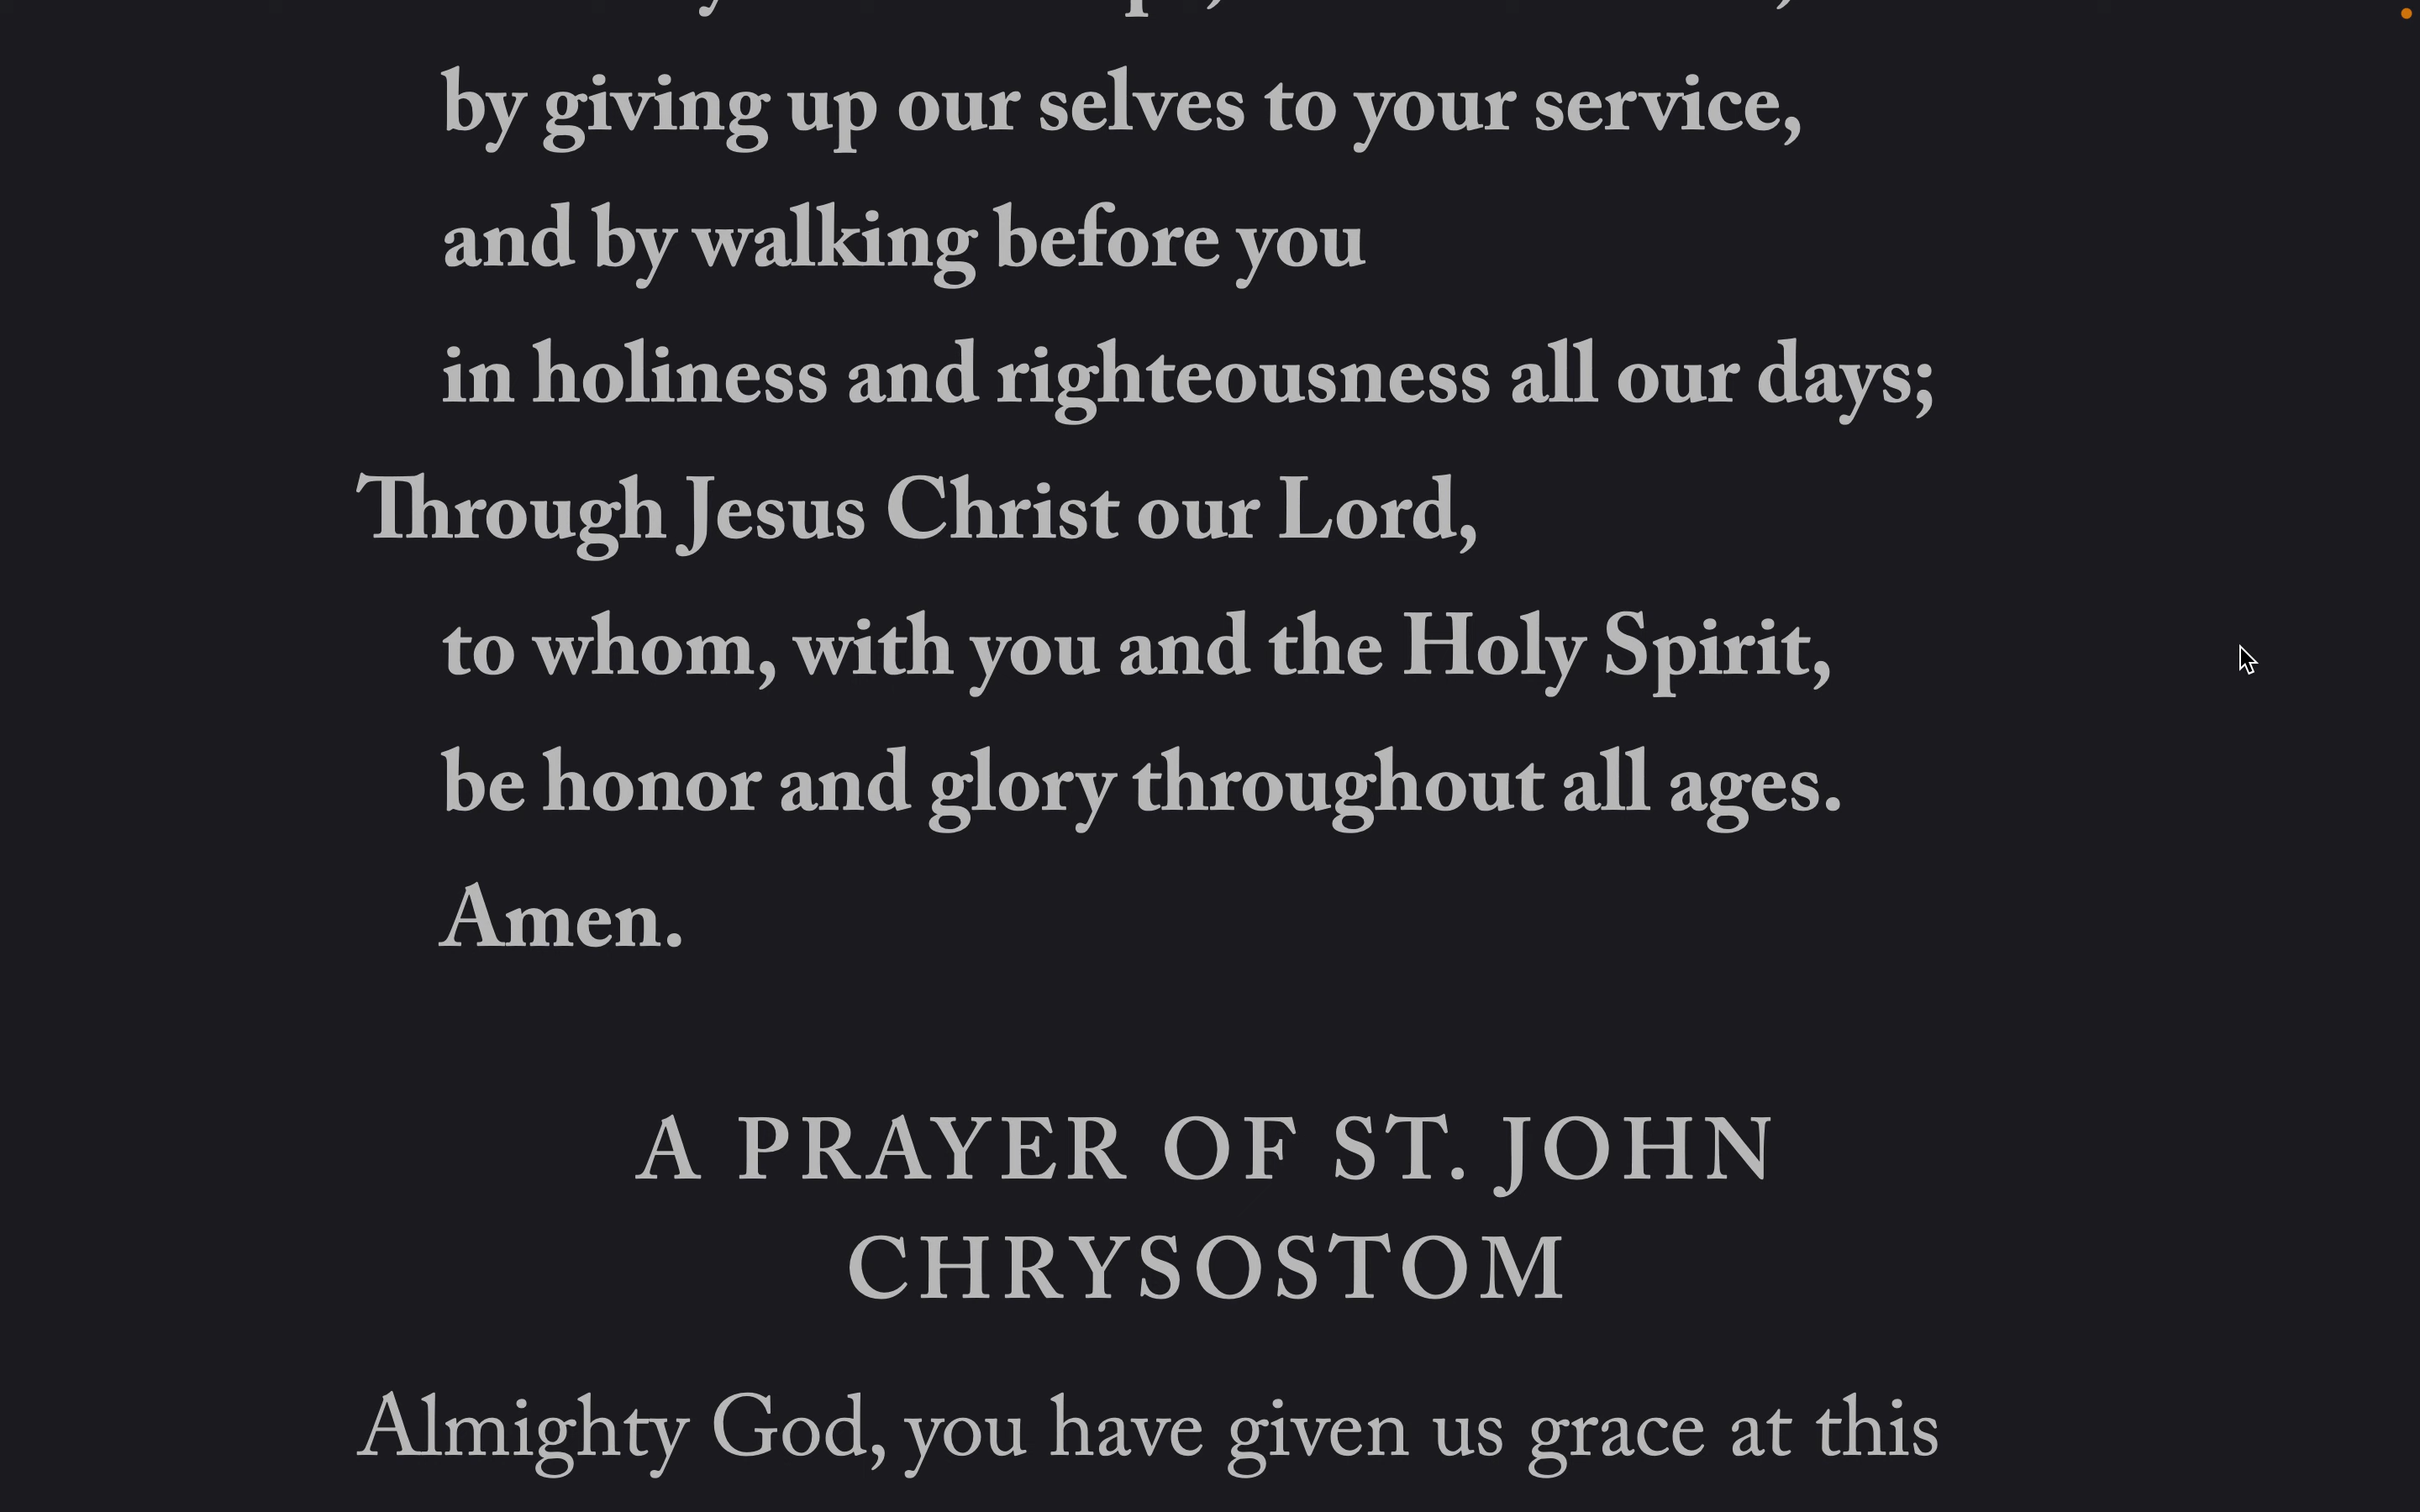 by giving up our selves to your service,
and by walking before you
in holiness and righteousness all our days;
Through Jesus Christ our Lord,
to whom, with you and the Holy Spirit,
be honor and glory throughout all ages.
Amen.
A PRAYER OF ST. JOHN
CHRYSOSTOM
Almighty God, you have given us grace at this